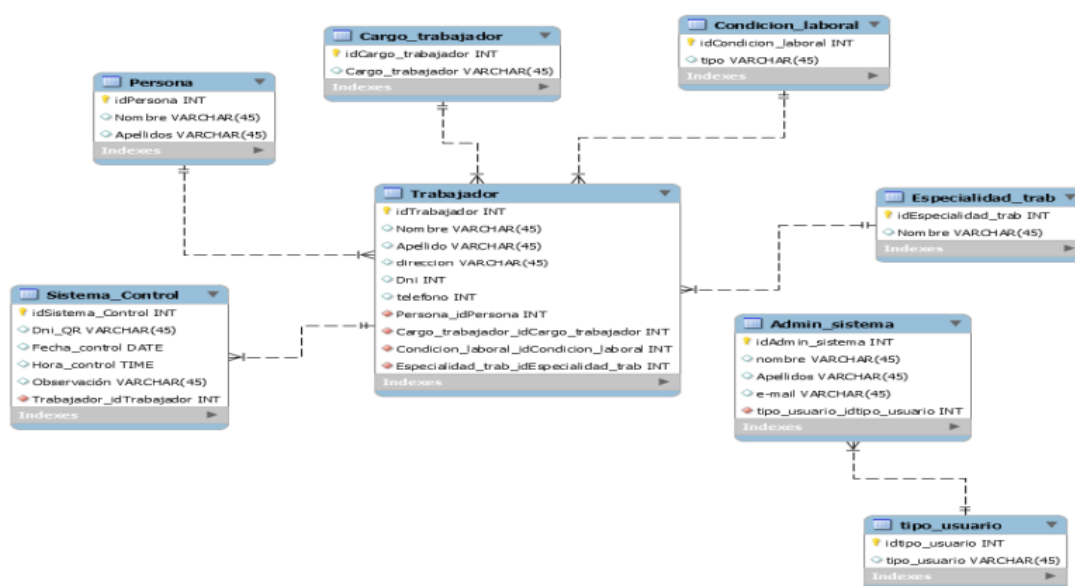 Cargo_trabajador
idCargo_trabajador INT
Cargo_trabajador VARCHAR(45)
Indexes
Condicion_laboral
idCondicion_laboral INT
tipo VARCHAR(45)
Indexes
Persona
idPersona INT
Nombre VARCHAR(45)
Apellidos VARCHAR(45)
Indexes
Trabajador
idTrabajador INT
Nombre VARCHAR(45)
Apellido VARCHAR(45)
direccion VARCHAR(45)
Dni INT
telefono INT
Persona_idPersona INT
Cargo_trabajador_idCargo_trabajador INT
Condicion_laboral_idCondicion_laboral INT
Especialidad_trab_idEspecialidad_trab INT
Indexes
Especialidad_trab
idEspecialidad_trab INT
Nombre VARCHAR(45)
Indexes
Sistema_Control
idSistema_Control INT
Dni_QR VARCHAR(45)
Fecha_control DATE
Hora_control TIME
Observación VARCHAR(45)
Trabajador_idTrabajador INT
Indexes
Admin_sistema
idAdmin_sistema INT
nombre VARCHAR(45)
Apellidos VARCHAR(45)
e-mail VARCHAR(45)
tipo_usuario_idtipo_usuario INT
Indexes
tipo_usuario
idtipo_usuario INT
tipo_usuario VARCHAR(45)
Indexes